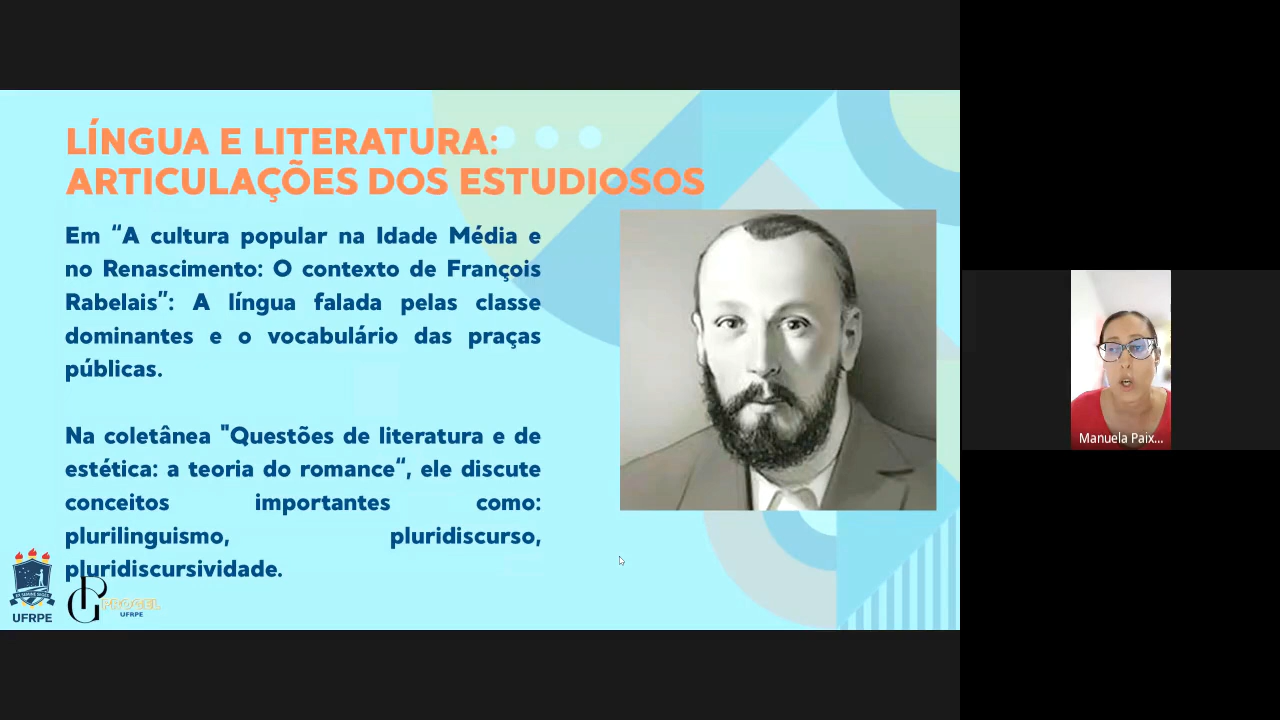 LÍNGUA E LITERATURA:
ARTICULAÇÕES DOS ESTUDIOSOS
Em “A cultura popular na Idade Média e
no Renascimento: O contexto de François
Rabelais”: A língua falada pelas classe
dominantes e o vocabulário das praças
públicas.
Na coletânea "Questões de literatura e de
estética: a teoria do romance“, ele discute
conceitos importantes como:
plurilinguismo, pluridiscurso,
pluridiscursividade.
UFRPE
PROGEL
UFRPE
Manuela Paix...